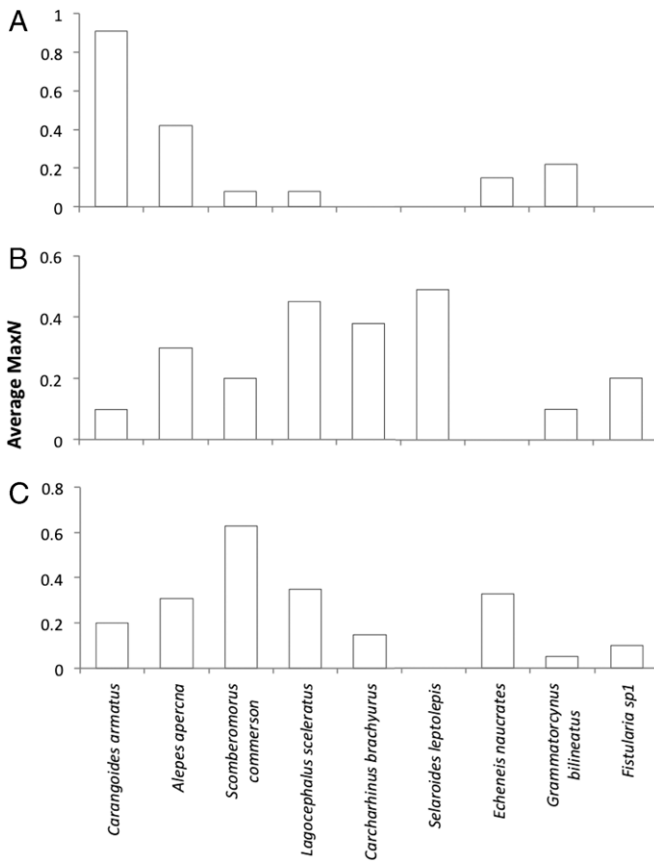 A
1
0.8
0.6
0.4
0.2
0
B
0.6
0.4
0.2
0
Average MaxN
C
0.8
0.6
0.4
0.2
0
Carangoides armatus
Alepes apercna
Scomberomorus
commerson
Lagocephalus sceleratus
Carcharhinus brachyurus
Selaroides leptolepis
Echeneis naucrates
Grammatorcynus
bilineatus
Fistularia sp1